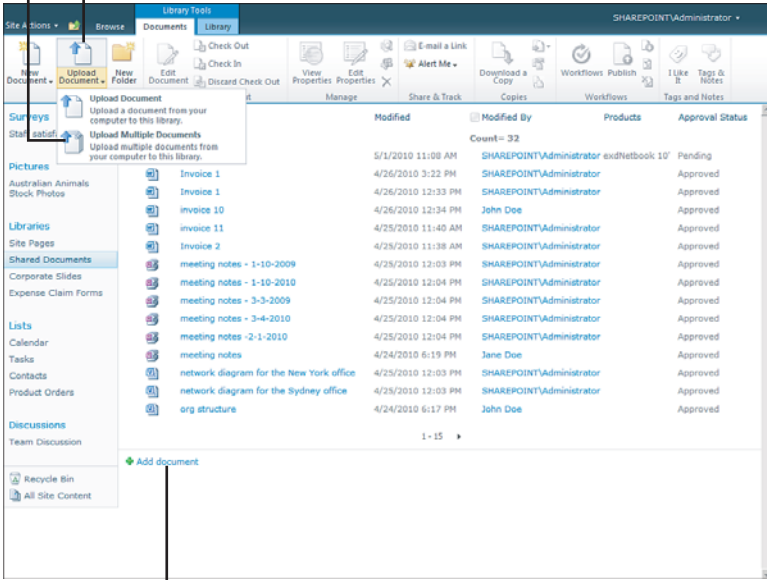 Library Tools
SHAREPOINT\Administrator
Site Actions
Browse
Documents
Library
New Document
Upload Document
New Folder
Edit Document
Check Out
Check In
Discard Check Out
View Properties
Edit Properties
E-mail a Link
Alert Me
Download a Copy
Workflows
Publish
I Like It
Tags & Notes
Manage
Share & Track
Copies
Workflows
Tags and Notes
Upload Document
Upload a document from your
computer to this library.
Upload Multiple Documents
Upload multiple documents from
your computer to this library.
Surveys
Staff satisf
Pictures
Australian Animals
Stock Photos
Libraries
Site Pages
Shared Documents
Corporate Slides
Expense Claim Forms
Lists
Calendar
Tasks
Contacts
Product Orders
Discussions
Team Discussion
Recycle Bin
All Site Content
Modified Modified By Products Approval Status
Count= 32
5/1/2010 11:08 AM SHAREPOINT\Administrator exdNetbook 10' Pending
Invoice 1 4/26/2010 3:22 PM SHAREPOINT\Administrator Approved
Invoice 1 4/26/2010 12:33 PM SHAREPOINT\Administrator Approved
invoice 10 4/26/2010 12:34 PM John Doe Approved
invoice 11 4/25/2010 11:40 AM SHAREPOINT\Administrator Approved
Invoice 2 4/25/2010 11:38 AM SHAREPOINT\Administrator Approved
meeting notes - 1-10-2009 4/25/2010 12:03 PM SHAREPOINT\Administrator Approved
meeting notes - 1-10-2010 4/25/2010 12:04 PM SHAREPOINT\Administrator Approved
meeting notes - 3-3-2009 4/25/2010 12:04 PM SHAREPOINT\Administrator Approved
meeting notes - 3-4-2010 4/25/2010 12:04 PM SHAREPOINT\Administrator Approved
meeting notes -2-1-2010 4/25/2010 12:04 PM SHAREPOINT\Administrator Approved
meeting notes 4/24/2010 6:19 PM Jane Doe Approved
network diagram for the New York office 4/25/2010 12:03 PM SHAREPOINT\Administrator Approved
network diagram for the Sydney office 4/25/2010 12:03 PM SHAREPOINT\Administrator Approved
org structure 4/24/2010 6:17 PM John Doe Approved
1 - 15
Add document